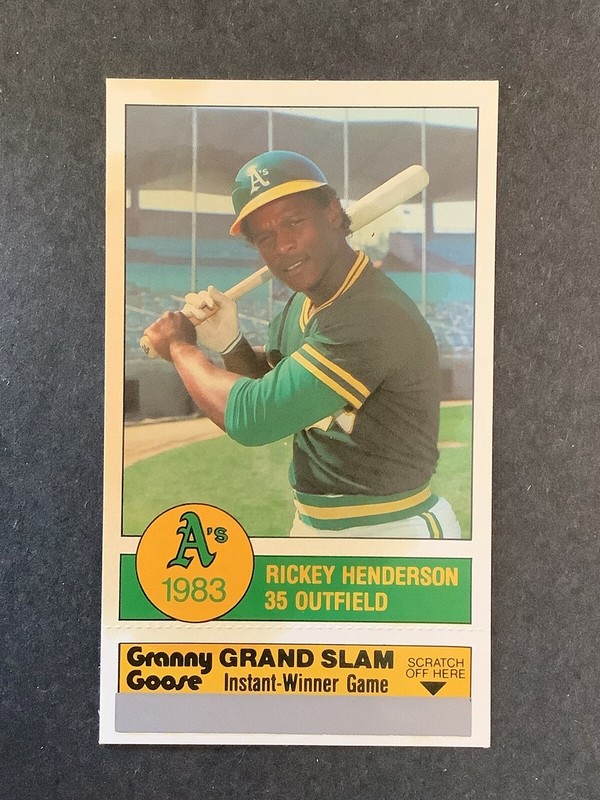 A's
A's
1983
RICKEY HENDERSON
35 OUTFIELD
Granny Goose
GRAND SLAM
Instant-Winner Game
SCRATCH
OFF HERE